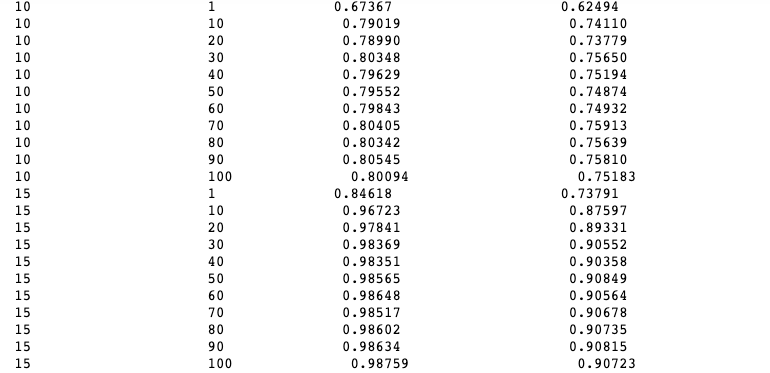 10 1 0.67367 0.62494
10 10 0.79019 0.74110
10 20 0.78990 0.73779
10 30 0.80348 0.75650
10 40 0.79629 0.75194
10 50 0.79552 0.74874
10 60 0.79843 0.74932
10 70 0.80405 0.75913
10 80 0.80342 0.75639
10 90 0.80545 0.75810
10 100 0.80094 0.75183
15 1 0.84618 0.73791
15 10 0.96723 0.87597
15 20 0.97841 0.89331
15 30 0.98369 0.90552
15 40 0.98351 0.90358
15 50 0.98565 0.90849
15 60 0.98648 0.90564
15 70 0.98517 0.90678
15 80 0.98602 0.90735
15 90 0.98634 0.90815
15 100 0.98759 0.90723